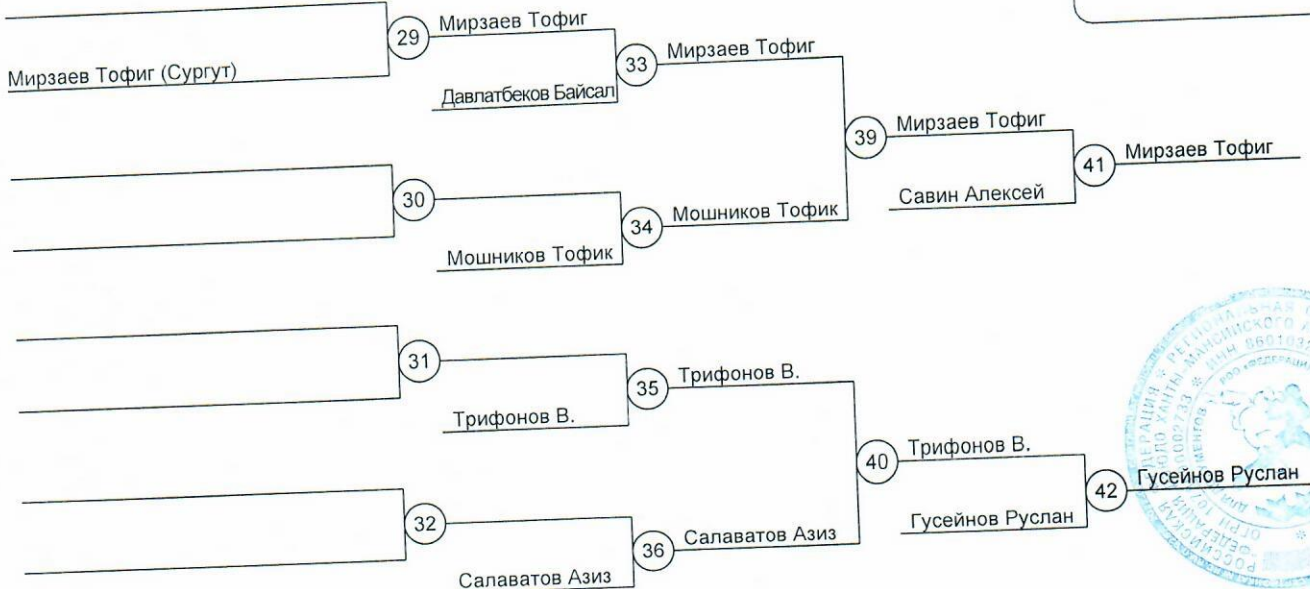 29 Мирзаев Тофиг
Мирзаев Тофиг (Сургут)
33 Мирзаев Тофиг
Давлатбеков Байсал
39 Мирзаев Тофиг
41 Мирзаев Тофиг
Савин Алексей
30
34 Мошников Тофик
Мошников Тофик
31
35 Трифонов В.
Трифонов В.
40 Трифонов В.
42 Гусейнов Руслан
Гусейнов Руслан
32
36 Салаватов Азиз
Салаватов Азиз